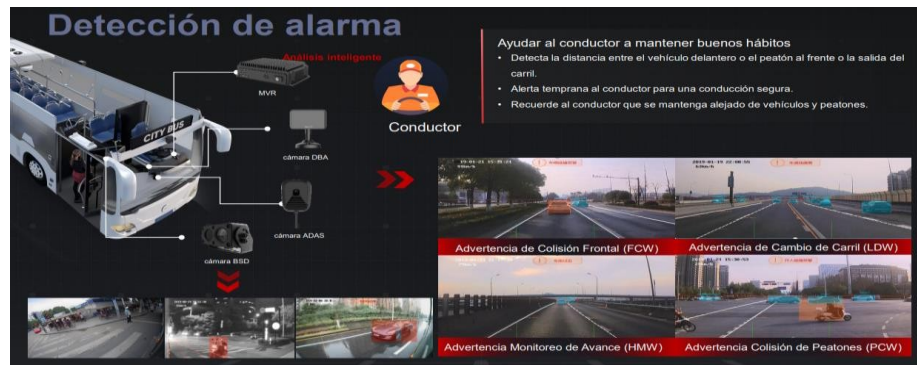 Detección de alarma
Análisis inteligente
MVR
CITY BUS
cámara DBA
cámara ADAS
cámara BSD
Conductor
Ayudar al conductor a mantener buenos hábitos
• Detecta la distancia entre el vehículo delantero o el peatón al frente o la salida del
carril.
• Alerta temprana al conductor para una conducción segura.
• Recuerde al conductor que se mantenga alejado de vehículos y peatones.
Advertencia de Colisión Frontal (FCW)
Advertencia de Cambio de Carril (LDW)
Advertencia Monitoreo de Avance (HMW)
Advertencia Colisión de Peatones (PCW)